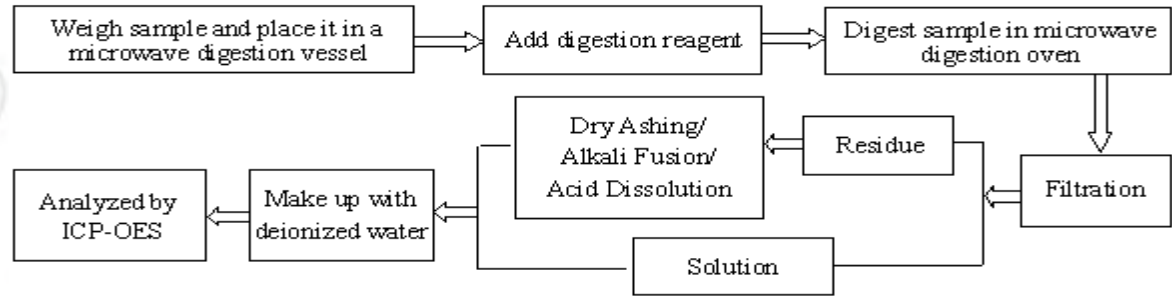 Weigh sample and place it in a
microwave digestion vessel
Add digestion reagent
Digest sample in microwave
digestion oven
Filtration
Residue
Dry Ashing/
Alkali Fusion/
Acid Dissolution
Solution
Make up with
deionized water
Analyzed by
ICP-OES